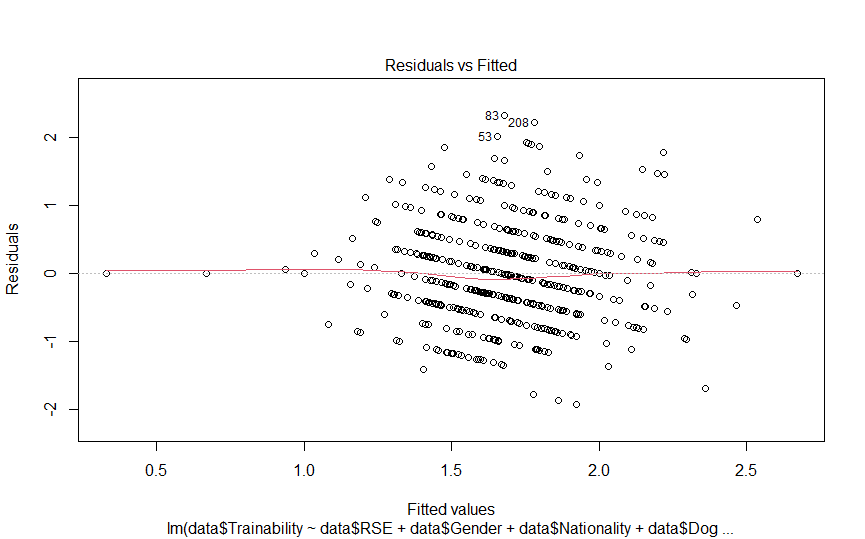 Residuals vs Fitted
83
208
53
Residuals
2
1
0
-1
-2
0.5 1.0 1.5 2.0 2.5
Fitted values
lm(data$Trainability ~ data$RSE + data$Gender + data$Nationality + data$Dog ...